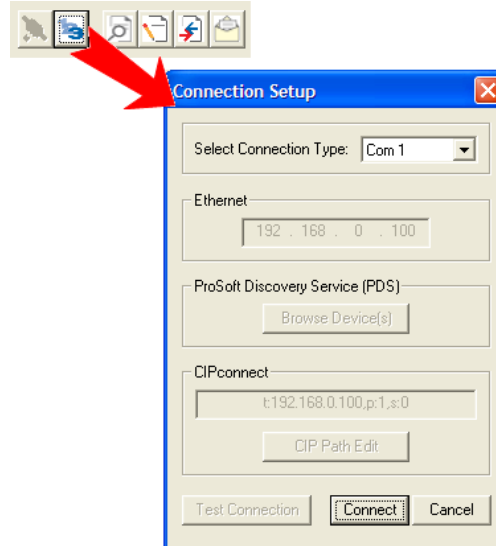 Connection Setup
Select Connection Type: Com 1
Ethernet
192 . 168 . 0 . 100
ProSoft Discovery Service (PDS)
Browse Device(s)
CIPconnect
t:192.168.0.100,p:1,s:0
CIP Path Edit
Test Connection Connect Cancel